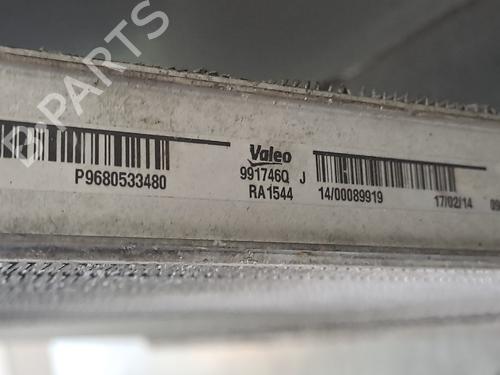 B-PARTS
P9680533480
Valeo
991746Q J
RA1544
14/00089919
17/02/14